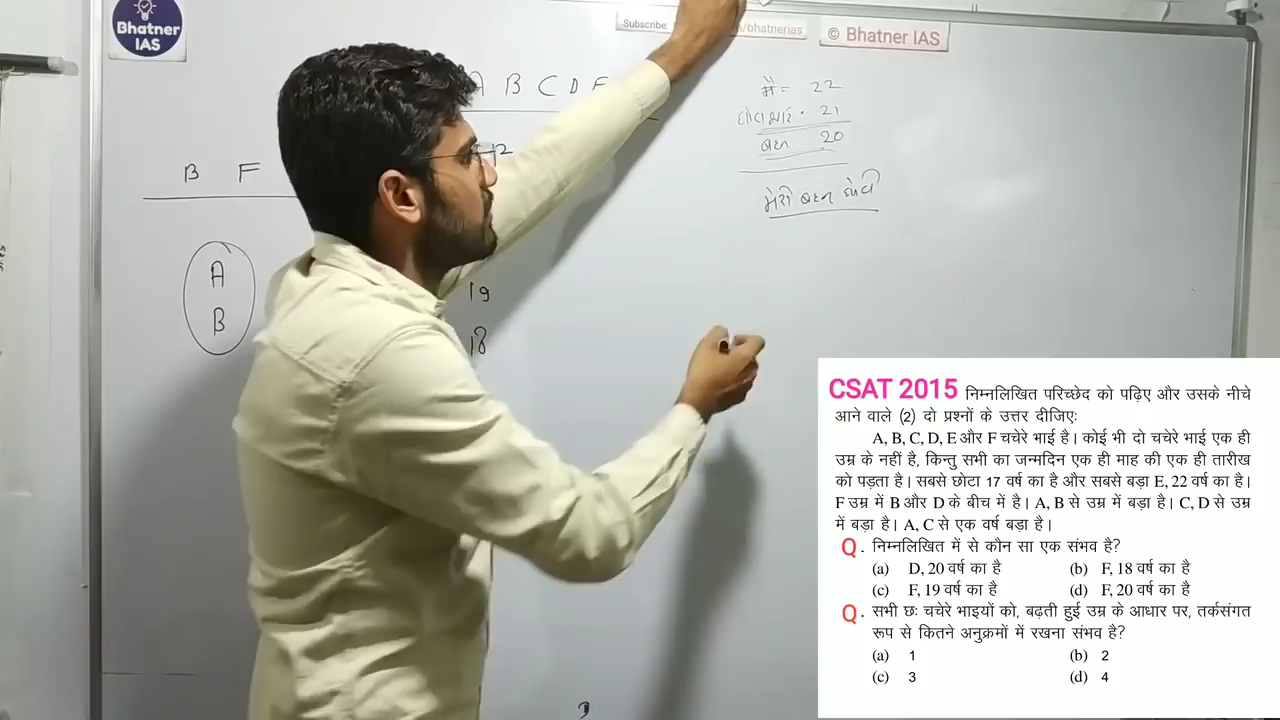 Bhatner
IAS
Subscribe:
/bhatnerias
© Bhatner IAS
A B C D E
मैं = 22
21
बहन . 20
मेरी बहन छोटी
B F
A
B
19
18
CSAT 2015 निम्नलिखित परिच्छेद को पढ़िए और उसके नीचे
आने वाले (2) दो प्रश्नों के उत्तर दीजिए:
A, B, C, D, E और F चचेरे भाई है। कोई भी दो चचेरे भाई एक ही
उम्र के नहीं है, किन्तु सभी का जन्मदिन एक ही माह की एक ही तारीख
को पड़ता है। सबसे छोटा 17 वर्ष का है और सबसे बड़ा E, 22 वर्ष का है।
F उम्र में B और D के बीच में है। A, B से उम्र में बड़ा है। C, D से उम्र
में बड़ा है। A, C से एक वर्ष बड़ा है।
Q. निम्नलिखित में से कौन सा एक संभव है?
(a) D, 20 वर्ष का है (b) F, 18 वर्ष का है
(c) F, 19 वर्ष का है (d) F, 20 वर्ष का है
Q. सभी छः चचेरे भाइयों को, बढ़ती हुई उम्र के आधार पर, तर्कसंगत
रूप से कितने अनुक्रमों में रखना संभव है?
(a) 1 (b) 2
(c) 3 (d) 4